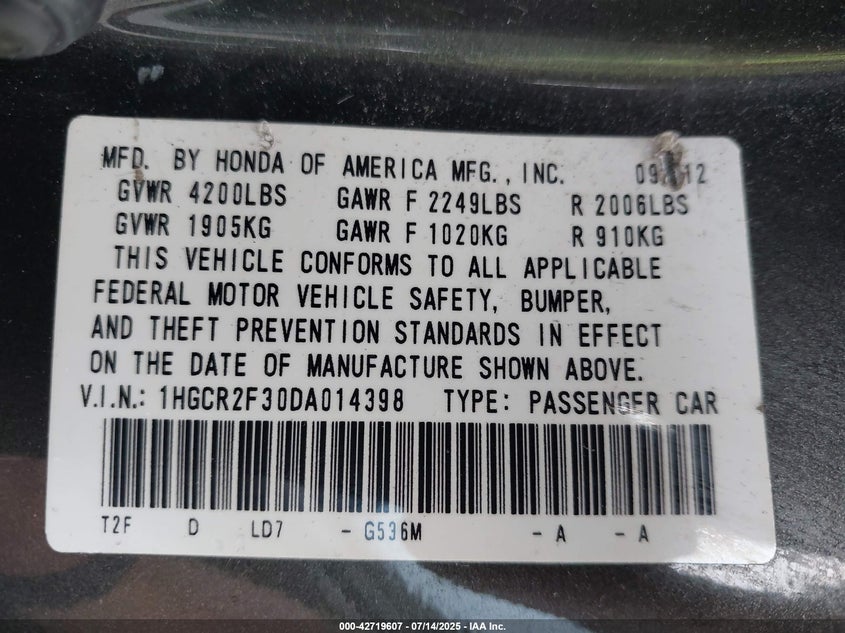 MFD. BY HONDA OF AMERICA MFG., INC. 09/12
GVWR 4200LBS GAWR F 2249LBS R 2006LBS
GVWR 1905KG GAWR F 1020KG R 910KG
THIS VEHICLE CONFORMS TO ALL APPLICABLE
FEDERAL MOTOR VEHICLE SAFETY, BUMPER,
AND THEFT PREVENTION STANDARDS IN EFFECT
ON THE DATE OF MANUFACTURE SHOWN ABOVE.
V.I.N.: 1HGCR2F30DA014398 TYPE: PASSENGER CAR
T2F D LD7 - G536M - A - A
000-42719607 - 07/14/2025 - IAA Inc.